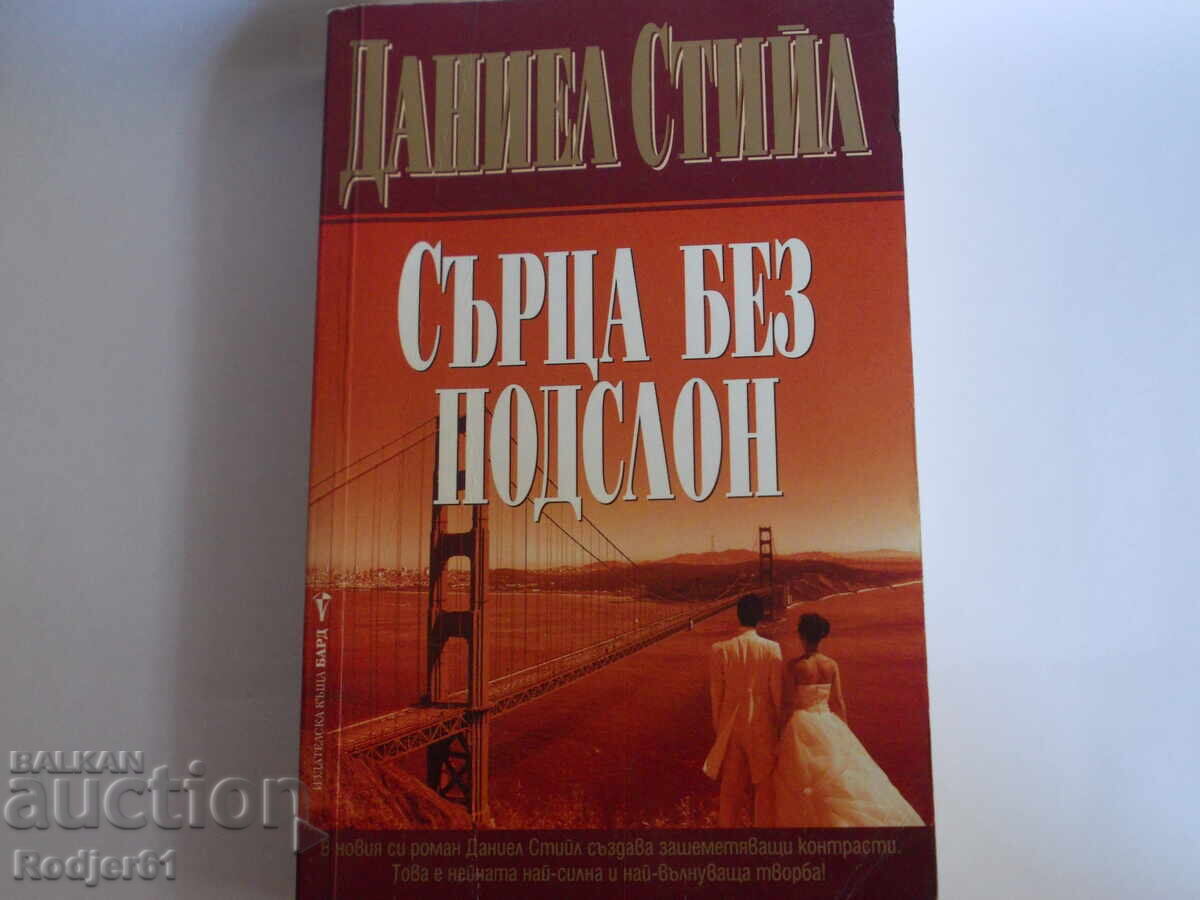 ДАНИЕЛ СТИЙЛ
СЪРЦА БЕЗ
ПОДСЛОН
ИЗДАТЕЛСКА КЪЩА БАРД
В новия си роман Даниел Стийл създава зашеметяващи контрасти.
Това е нейната най-силна и най-вълнуваща творба!
BALKAN
auction
Rodjer61